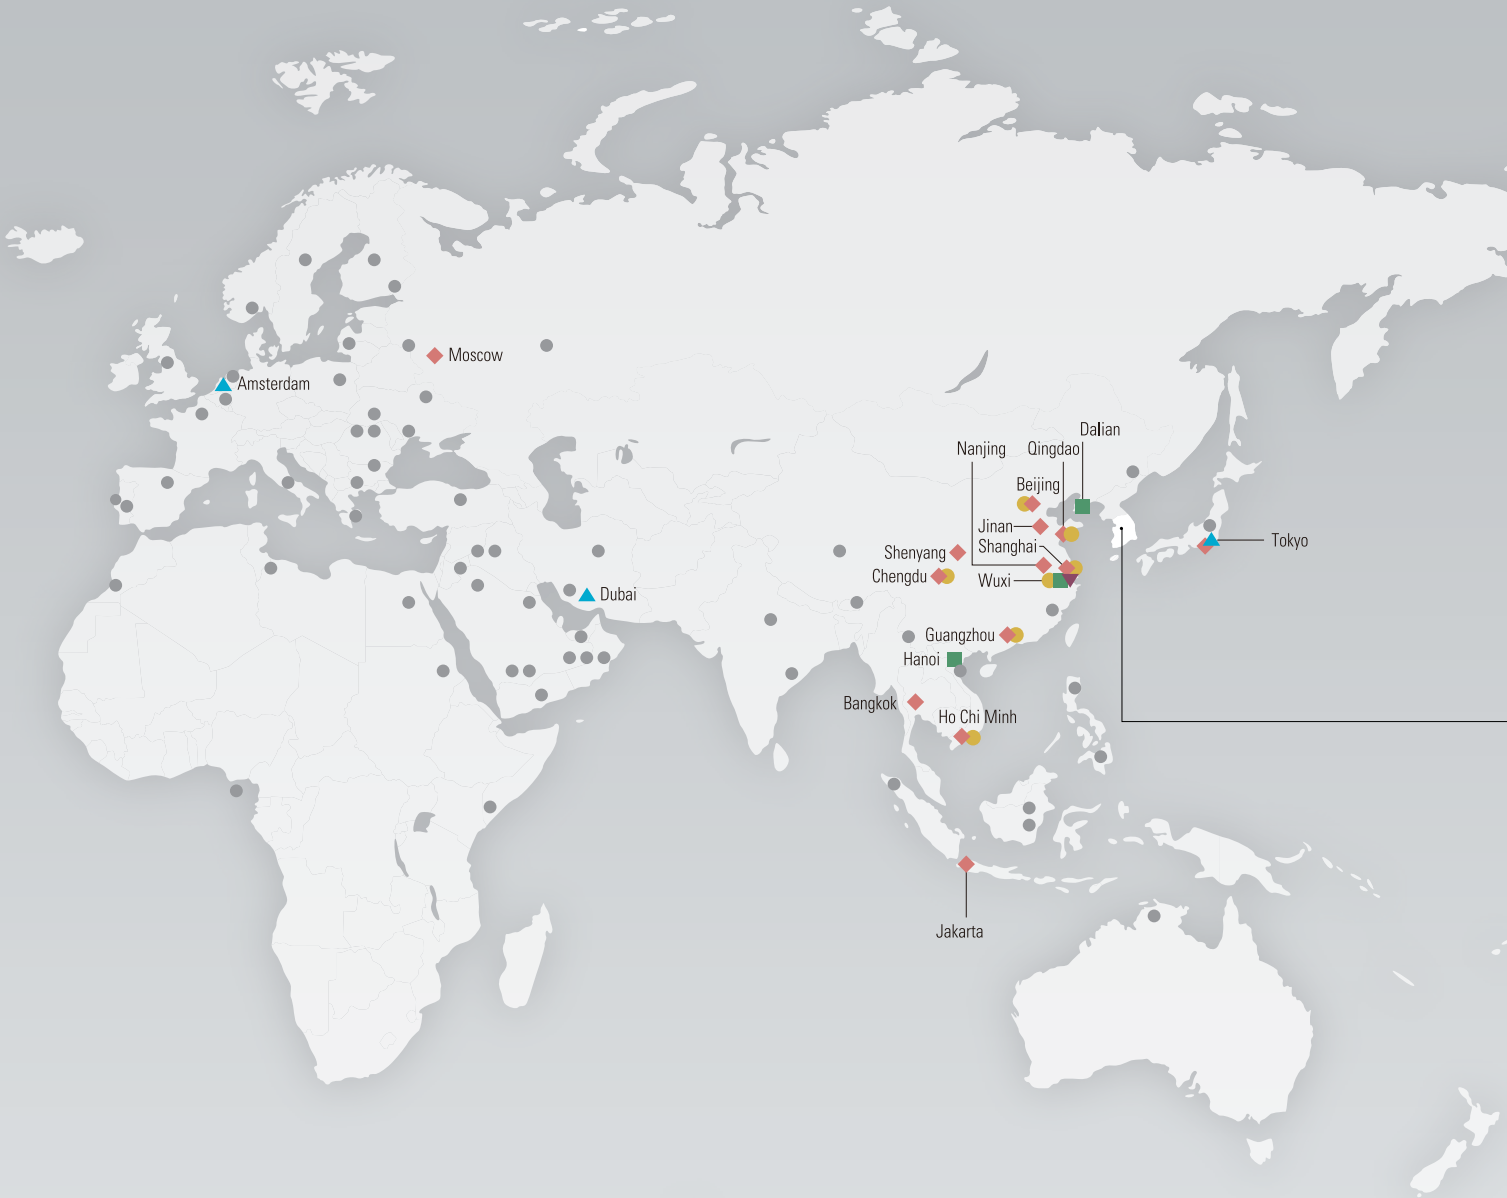 Moscow
Amsterdam
Dalian
Nanjing
Qingdao
Beijing
Jinan
Tokyo
Shanghai
Shenyang
Chengdu
Wuxi
Dubai
Guangzhou
Hanoi
Bangkok
Ho Chi Minh
Jakarta